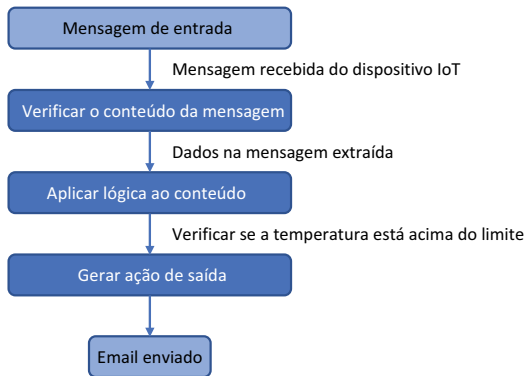 Mensagem de entrada
Mensagem recebida do dispositivo IoT
Verificar o conteúdo da mensagem
Dados na mensagem extraída
Aplicar lógica ao conteúdo
Verificar se a temperatura está acima do limite
Gerar ação de saída
Email enviado